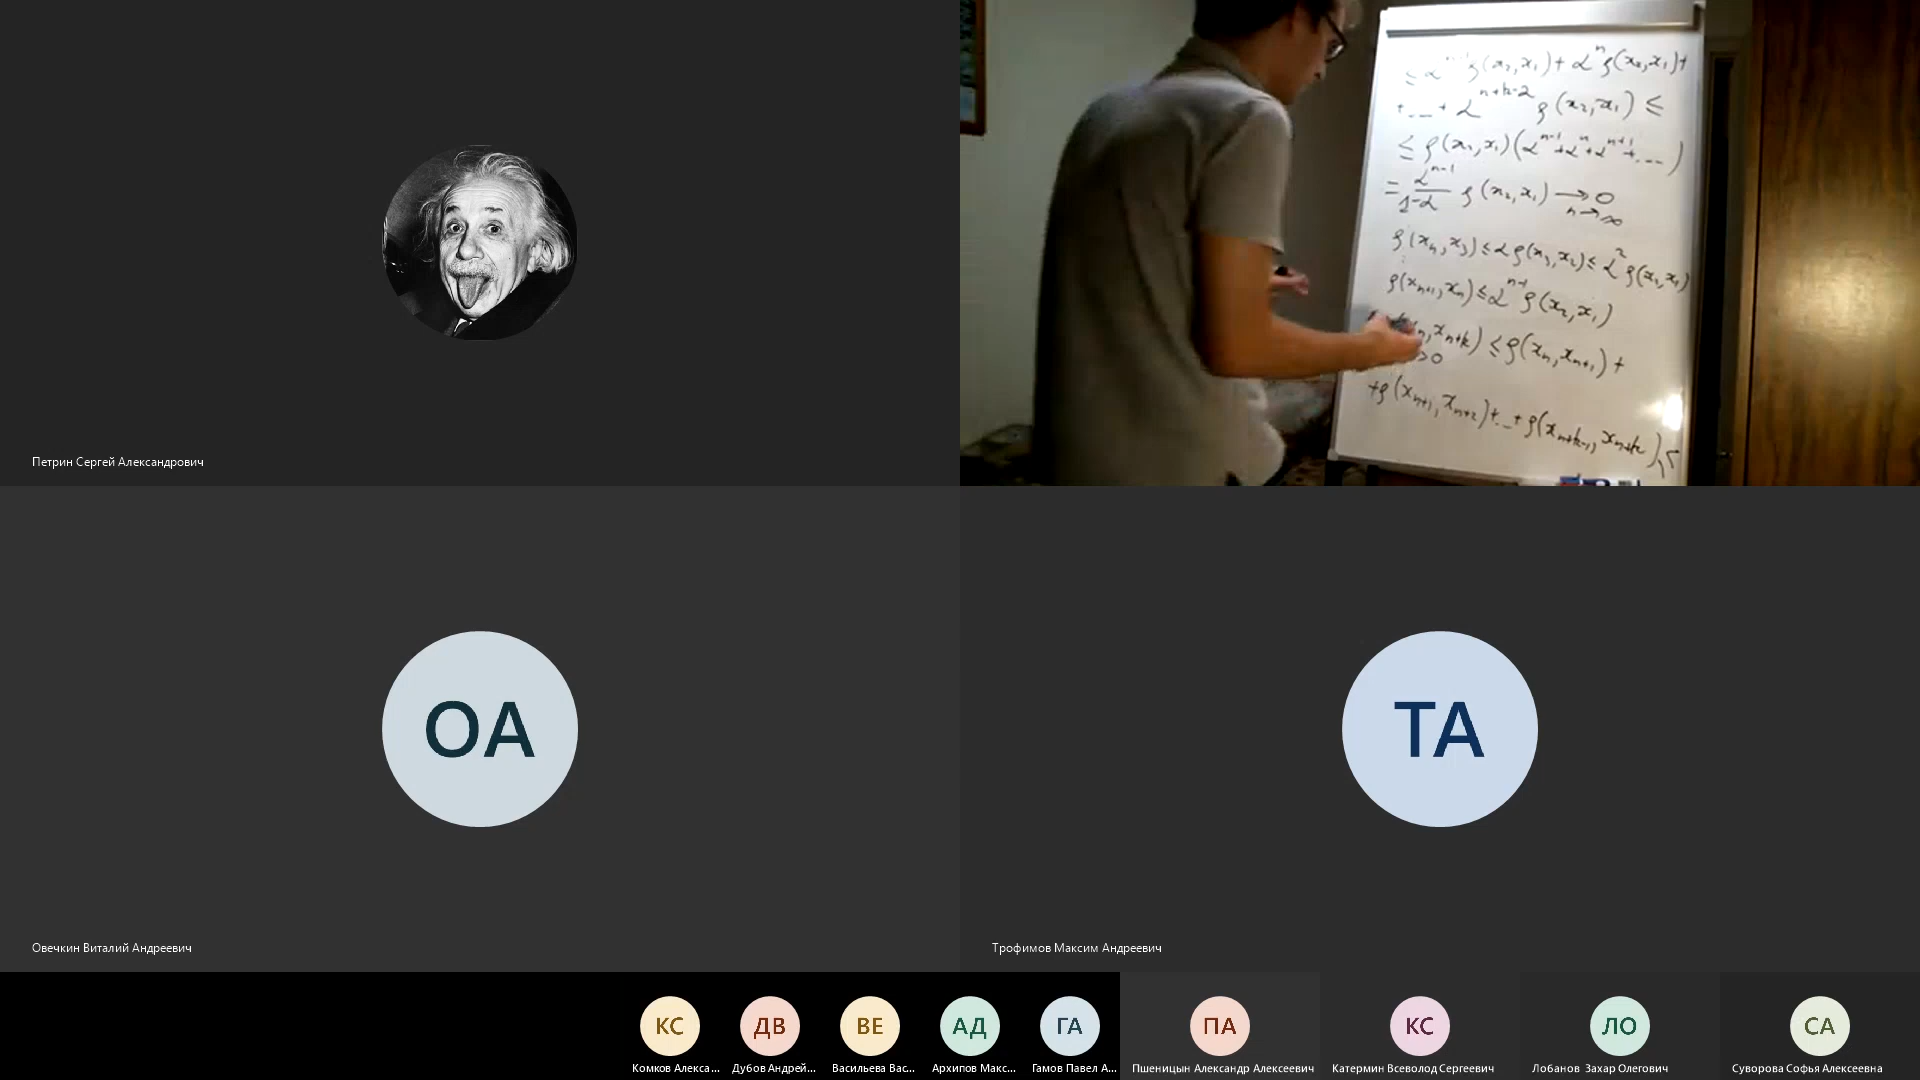 ≤ α^{n-1} ρ(x₂,x₁) + α^n ρ(x₂,x₁) +
+ ... + α^{n+k-2} ρ(x₂,x₁) ≤
≤ ρ(x₂,x₁)(α^{n-1} + α^n + α^{n+1} + ...)
= α^{n-1}/(1-α) ρ(x₂,x₁) → 0
n→∞
ρ(x₄,x₃) ≤ αρ(x₃,x₂) ≤ α² ρ(x₂,x₁)
⋮
ρ(x_{n+1},x_n) ≤ α^{n-1} ρ(x₂,x₁)
x_{n+k}) ≤ ρ(x_n,x_{n+1}) +
>0
+ρ(x_{n+1},x_{n+2}) + ... + ρ(x_{n+k-1},x_{n+k}) ≤
Петрин Сергей Александрович
ОА
ТА
Овечкин Виталий Андреевич
Трофимов Максим Андреевич
КС
ДВ
ВЕ
АД
ГА
ПА
КС
ЛО
СА
Комков Алекса...
Дубов Андрей...
Васильева Вас...
Архипов Макс...
Гамов Павел А...
Пшеницын Александр Алексеевич
Катермин Всеволод Сергеевич
Лобанов Захар Олегович
Суворова Софья Алексеевна